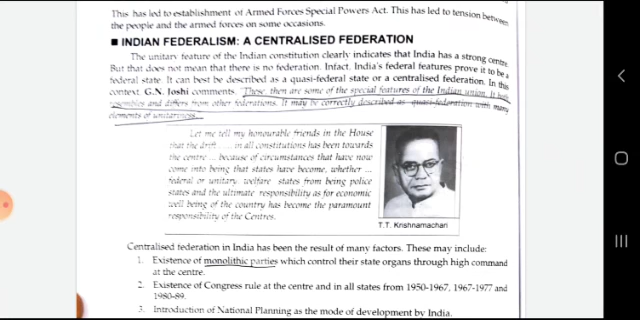 This has led to establishment of Armed Forces Special Powers Act. This has led to tension between
the people and the armed forces on some occasions.
■ INDIAN FEDERALISM: A CENTRALISED FEDERATION
The unitary feature of the Indian constitution clearly indicates that India has a strong centre.
But that does not mean that there is no federation. Infact, India's federal features prove it to be a
federal state. It can best be described as a quasi-federal state or a centralised federation. In this
context G.N. Joshi comments, "These then are some of the special features of the Indian union. It both
resembles and differs from other federations. It may be correctly described as quasi-federation with many
elements of unitariness.
Let me tell my honourable friends in the House
that the drift ..... in all constitutions has been towards
the centre ... because of circumstances that have now
come into being that states have become, whether ...
federal or unitary, welfare states from being police
states and the ultimate responsibility as for economic
well being of the country has become the paramount
responsibility of the Centres.
T.T. Krishnamachari
Centralised federation in India has been the result of many factors. These may include:
1. Existence of monolithic parties which control their state organs through high command
at the centre.
2. Existence of Congress rule at the centre and in all states from 1950-1967, 1967-1977 and
1980-89.
3. Introduction of National Planning as the mode of development by India.